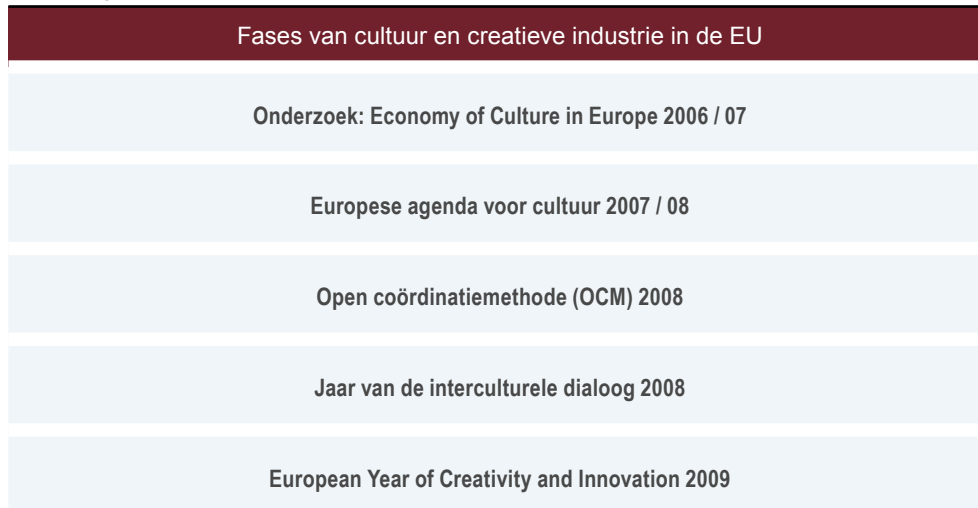 Fases van cultuur en creatieve industrie in de EU
Onderzoek: Economy of Culture in Europe 2006 / 07
Europese agenda voor cultuur 2007 / 08
Open coördinatiemethode (OCM) 2008
Jaar van de interculturele dialoog 2008
European Year of Creativity and Innovation 2009